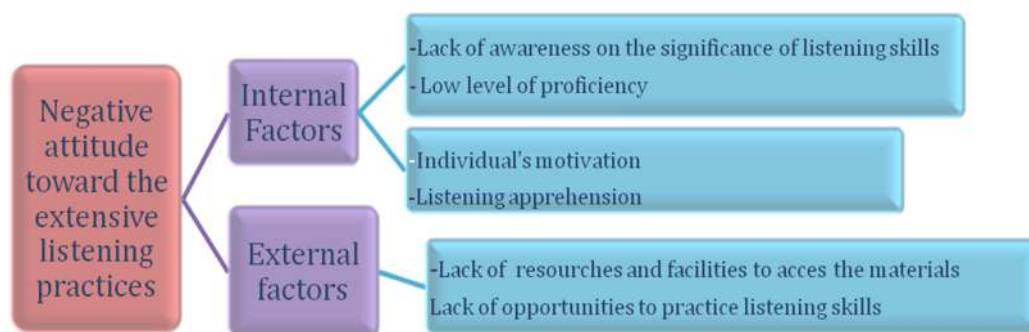 Negative
attitude
toward the
extensive
listening
practices
Internal
Factors
-Lack of awareness on the significance of listening skills
- Low level of proficiency
-Individual's motivation
-Listening apprehension
External
factors
-Lack of resourches and facilities to acces the materials
Lack of opportunities to practice listening skills